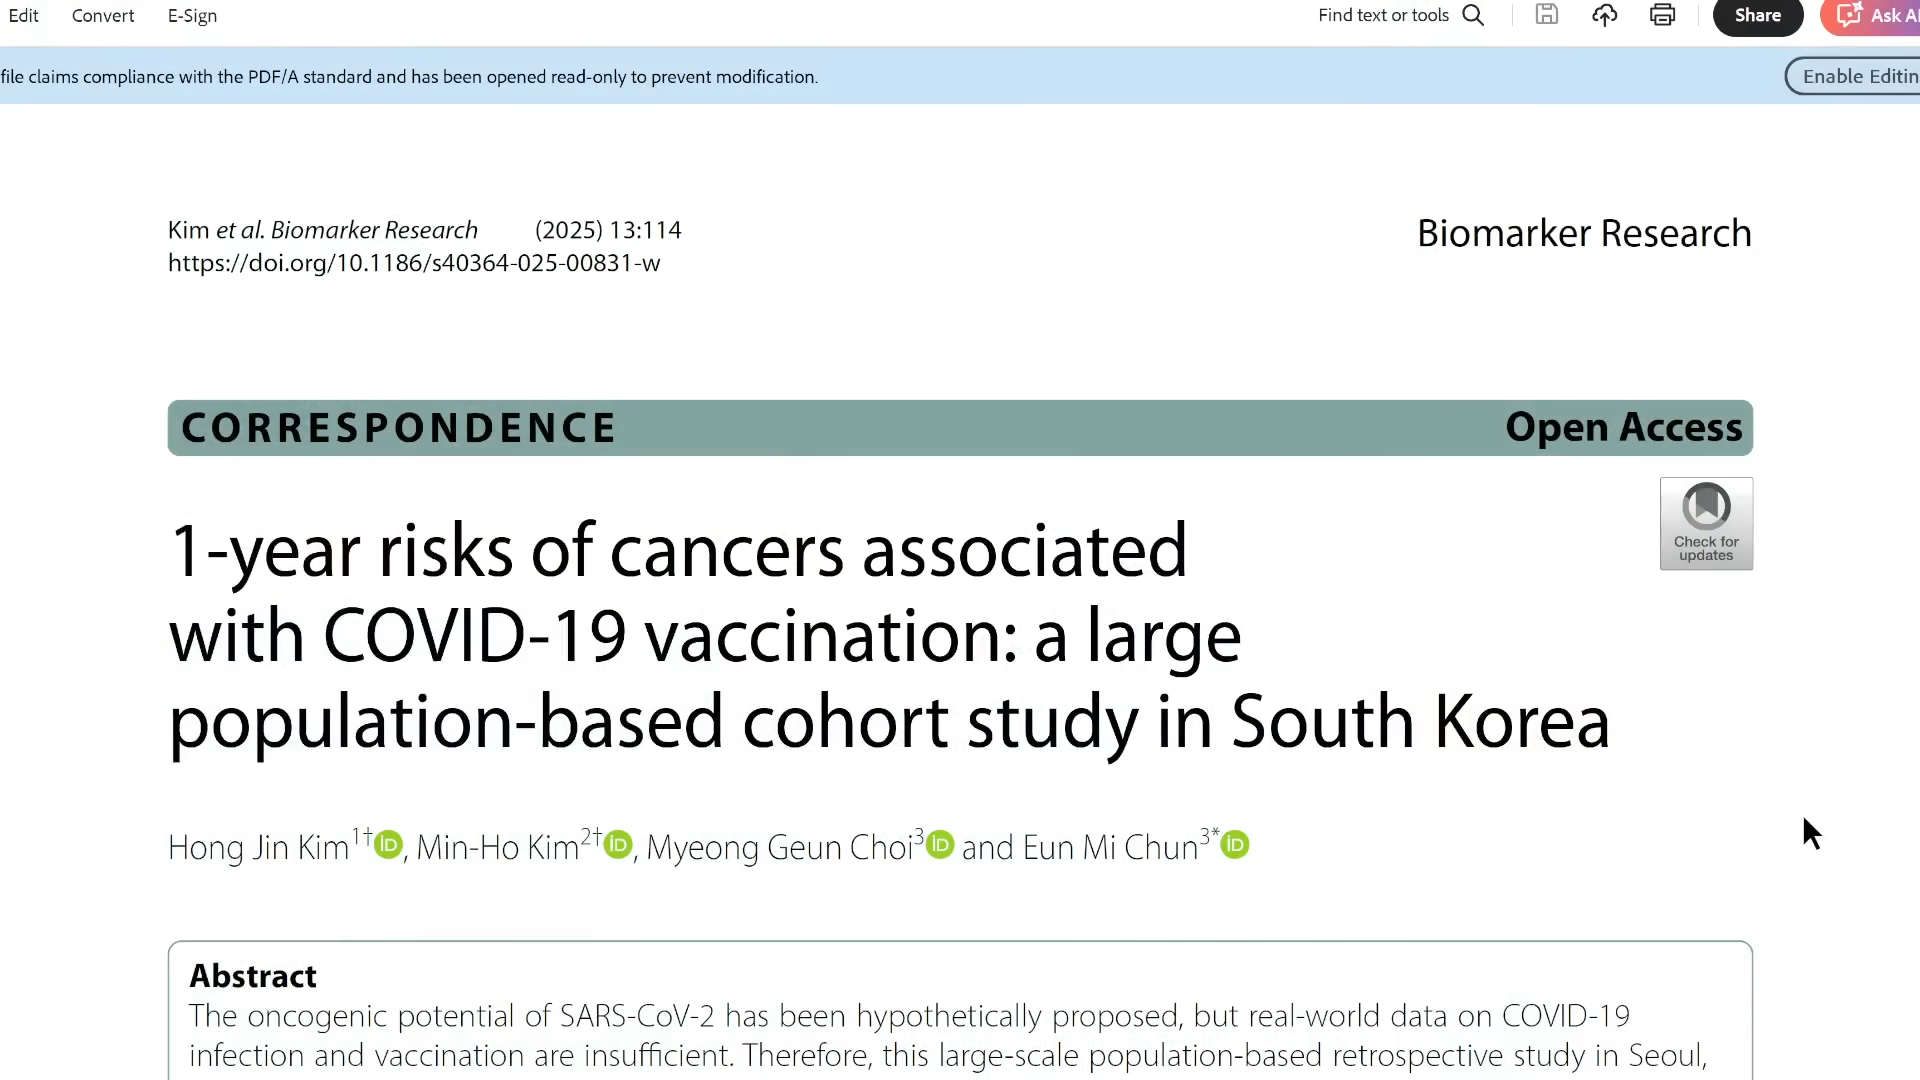 Edit Convert E-Sign Find text or tools Share Ask AI
file claims compliance with the PDF/A standard and has been opened read-only to prevent modification. Enable Editin
Kim et al. Biomarker Research (2025) 13:114
https://doi.org/10.1186/s40364-025-00831-w
Biomarker Research
CORRESPONDENCE Open Access
Check for
updates
1-year risks of cancers associated
with COVID-19 vaccination: a large
population-based cohort study in South Korea
Hong Jin Kim1†iD, Min-Ho Kim2†iD, Myeong Geun Choi3iD and Eun Mi Chun3*iD
Abstract
The oncogenic potential of SARS-CoV-2 has been hypothetically proposed, but real-world data on COVID-19
infection and vaccination are insufficient. Therefore, this large-scale population-based retrospective study in Seoul,